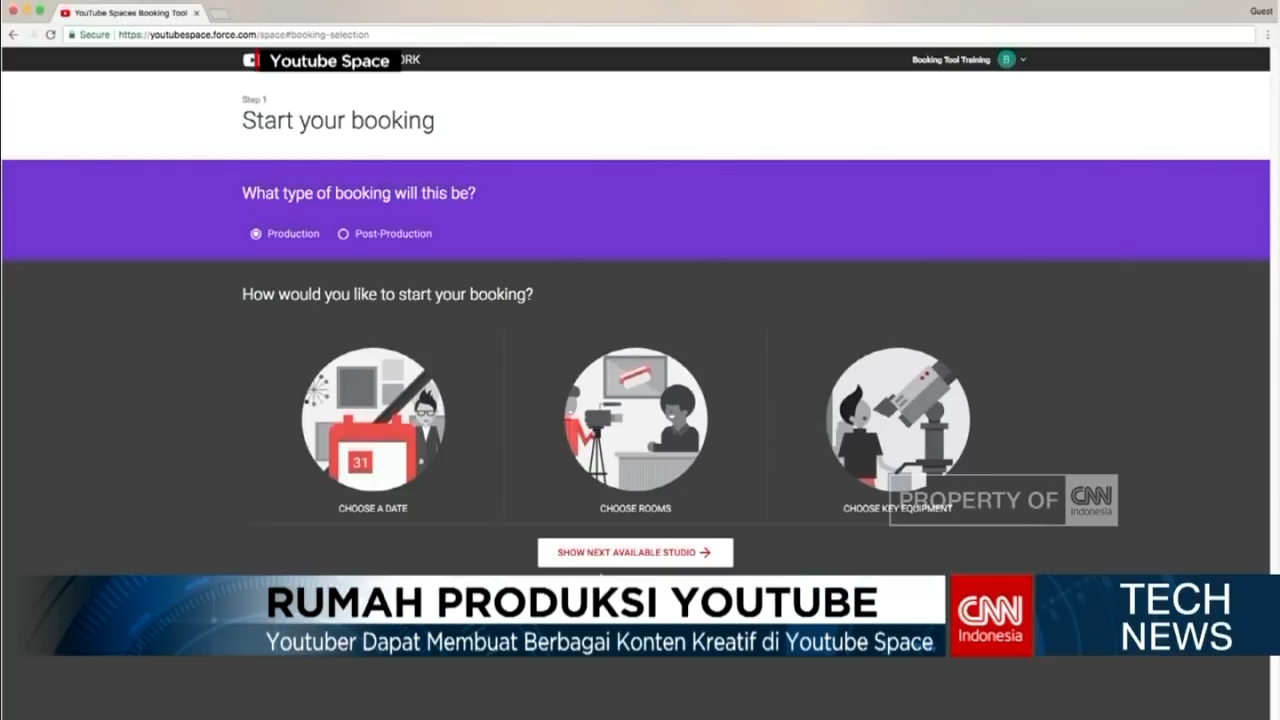 YouTube Spaces Booking Tool
Guest
Secure
https://youtubespace.force.com/space#booking-selection
Youtube Space
ORK
Booking Tool Training
B
Step 1
Start your booking
What type of booking will this be?
Production
Post-Production
How would you like to start your booking?
31
CHOOSE A DATE
CHOOSE ROOMS
CHOOSE KEY EQUIPMENT
PROPERTY OF CNN Indonesia
SHOW NEXT AVAILABLE STUDIO
RUMAH PRODUKSI YOUTUBE
Youtuber Dapat Membuat Berbagai Konten Kreatif di Youtube Space
CNN
Indonesia
TECH
NEWS